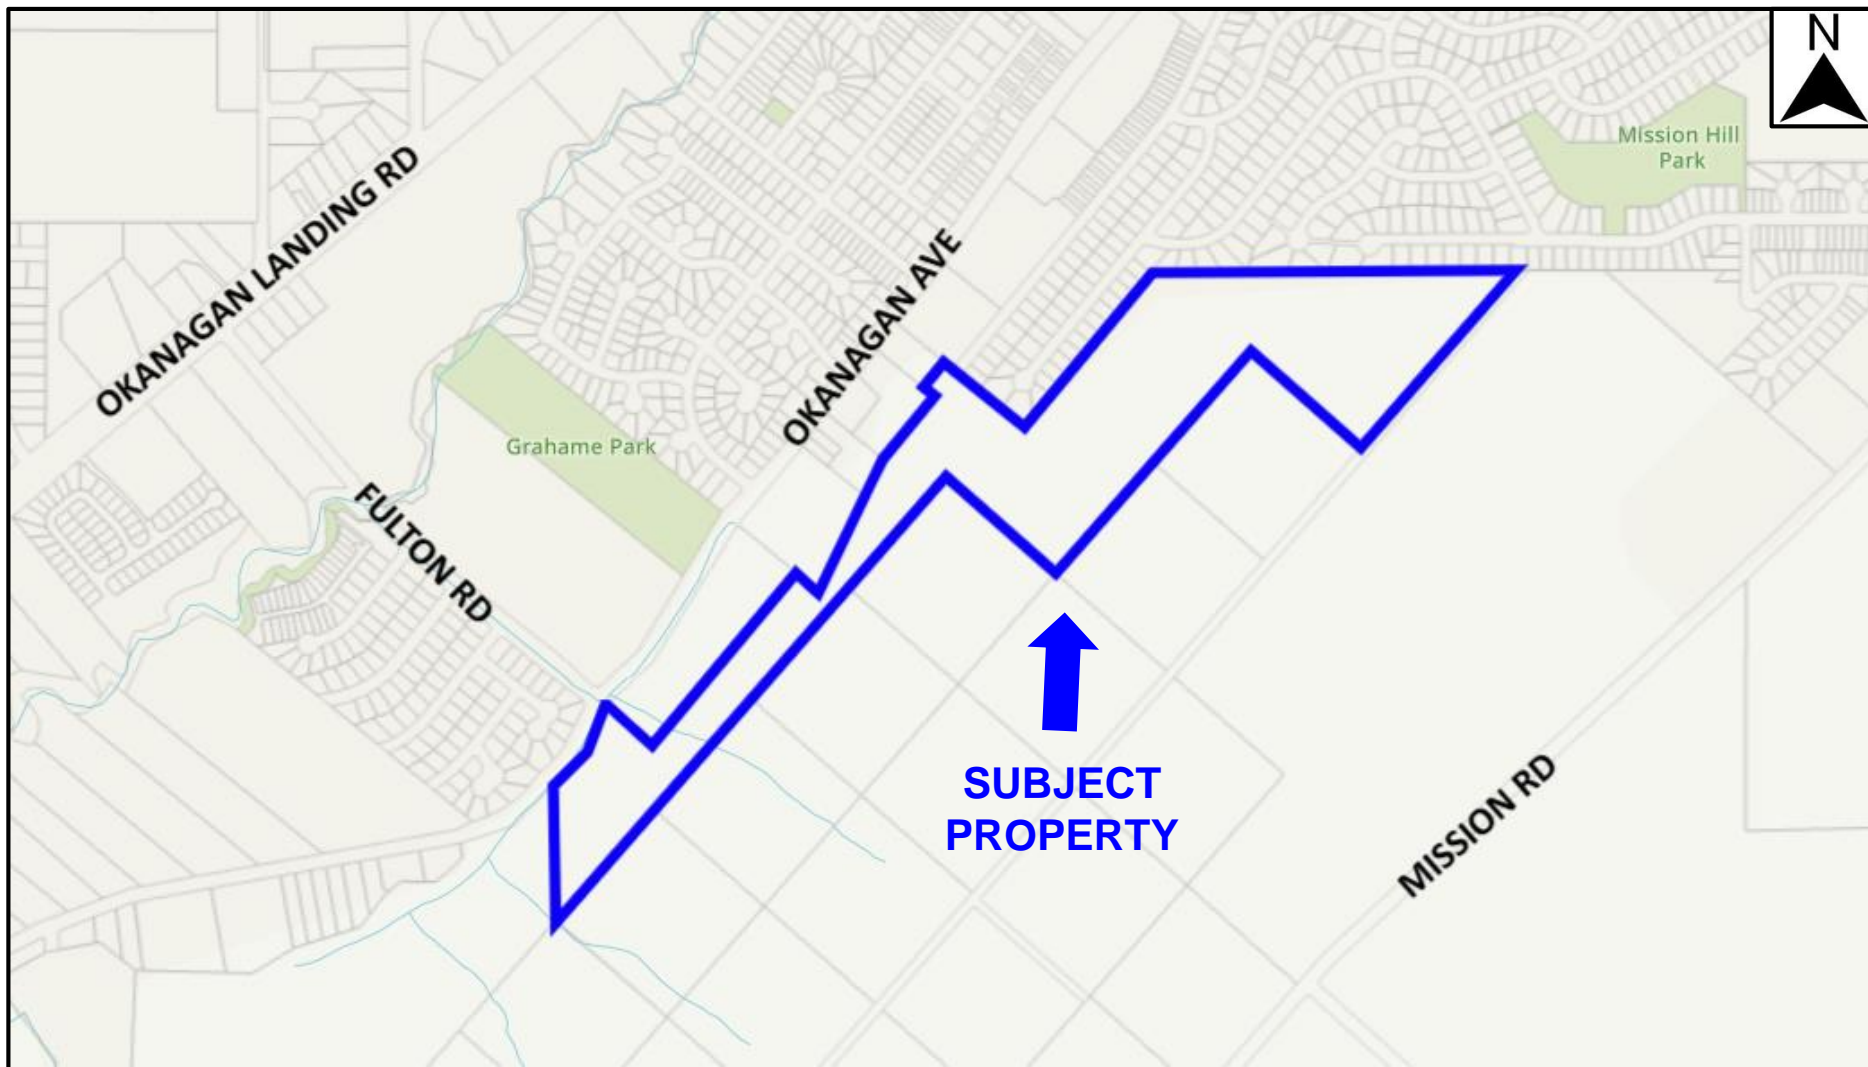 N
Mission Hill
Park
OKANAGAN LANDING RD
OKANAGAN AVE
Grahame Park
FULTON RD
SUBJECT
PROPERTY
MISSION RD